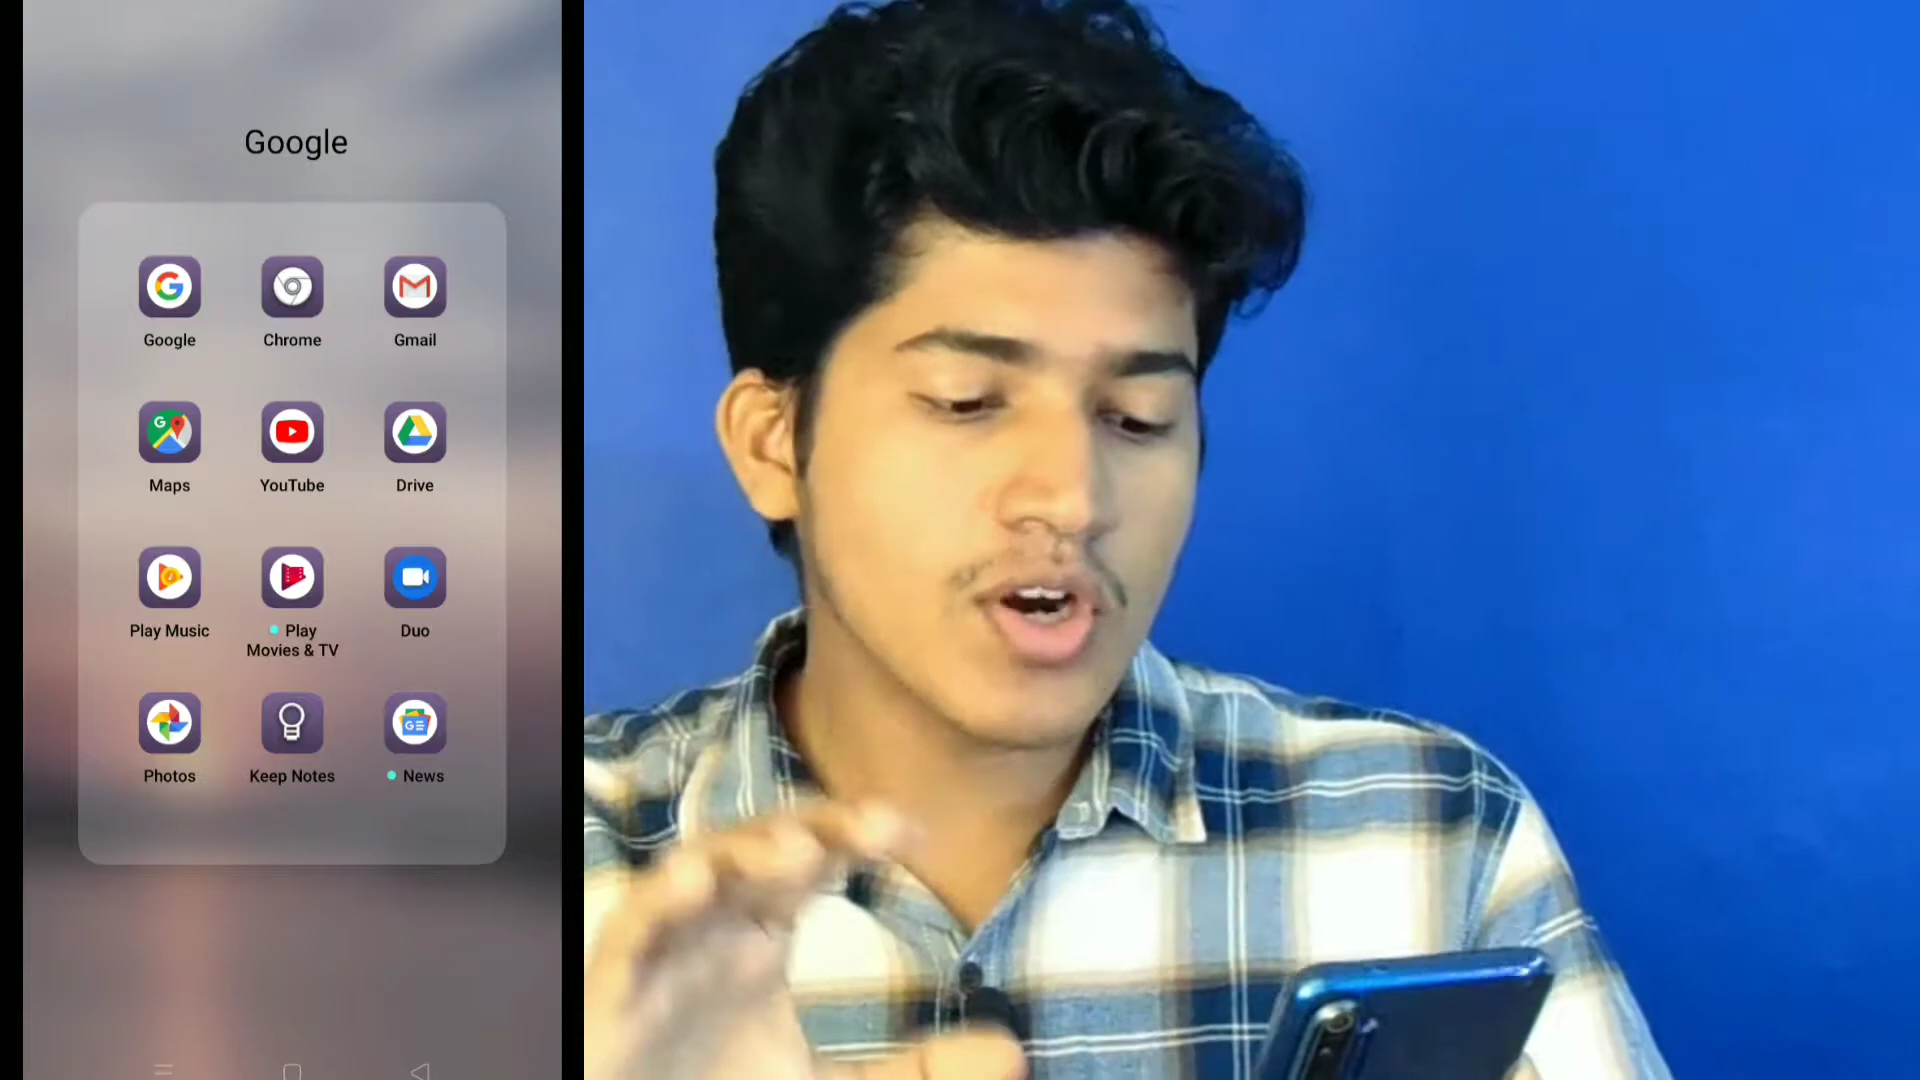 Google
Google Chrome Gmail
Maps YouTube Drive
Play Music Play Duo
Movies & TV
Photos Keep Notes News